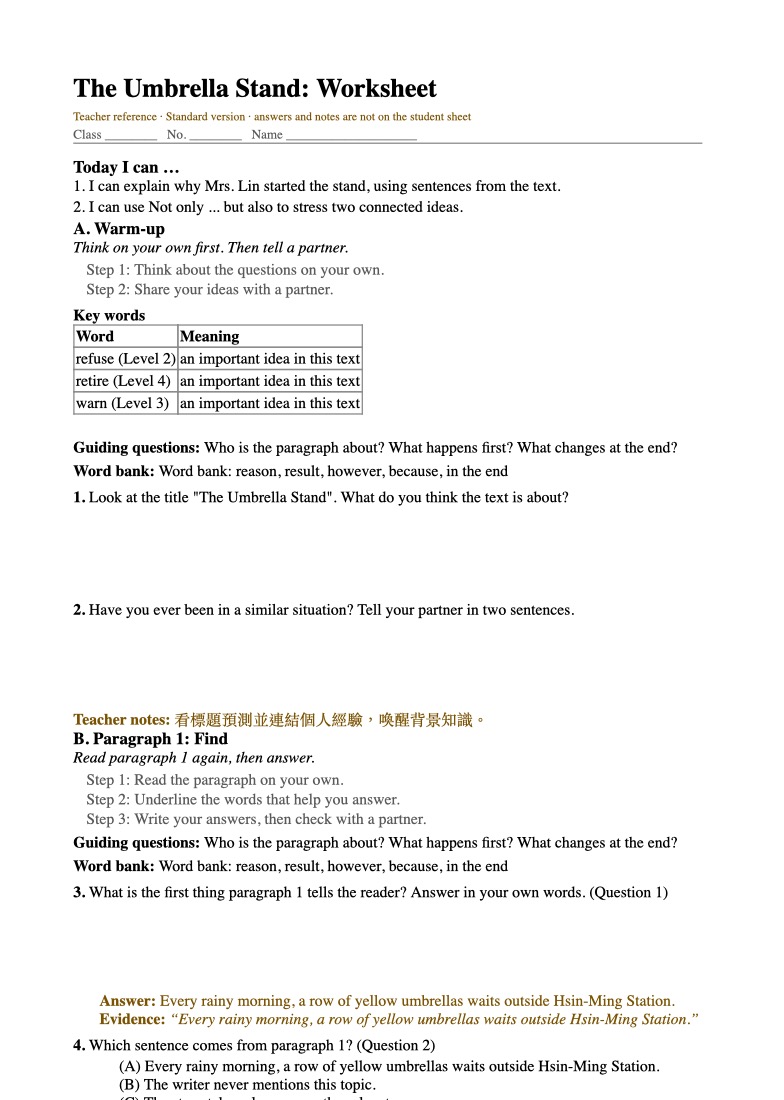 The Umbrella Stand: Worksheet
Teacher reference · Standard version · answers and notes are not on the student sheet
Class ________ No. ________ Name ____________________
Today I can …
1. I can explain why Mrs. Lin started the stand, using sentences from the text.
2. I can use Not only ... but also to stress two connected ideas.
A. Warm-up
Think on your own first. Then tell a partner.
Step 1: Think about the questions on your own.
Step 2: Share your ideas with a partner.
Key words
Word Meaning
refuse (Level 2) an important idea in this text
retire (Level 4) an important idea in this text
warn (Level 3) an important idea in this text
Guiding questions: Who is the paragraph about? What happens first? What changes at the end?
Word bank: Word bank: reason, result, however, because, in the end
1. Look at the title "The Umbrella Stand". What do you think the text is about?
2. Have you ever been in a similar situation? Tell your partner in two sentences.
Teacher notes: 看標題預測並連結個人經驗，喚醒背景知識。
B. Paragraph 1: Find
Read paragraph 1 again, then answer.
Step 1: Read the paragraph on your own.
Step 2: Underline the words that help you answer.
Step 3: Write your answers, then check with a partner.
Guiding questions: Who is the paragraph about? What happens first? What changes at the end?
Word bank: Word bank: reason, result, however, because, in the end
3. What is the first thing paragraph 1 tells the reader? Answer in your own words. (Question 1)
Answer: Every rainy morning, a row of yellow umbrellas waits outside Hsin-Ming Station.
Evidence: “Every rainy morning, a row of yellow umbrellas waits outside Hsin-Ming Station.”
4. Which sentence comes from paragraph 1? (Question 2)
(A) Every rainy morning, a row of yellow umbrellas waits outside Hsin-Ming Station.
(B) The writer never mentions this topic.